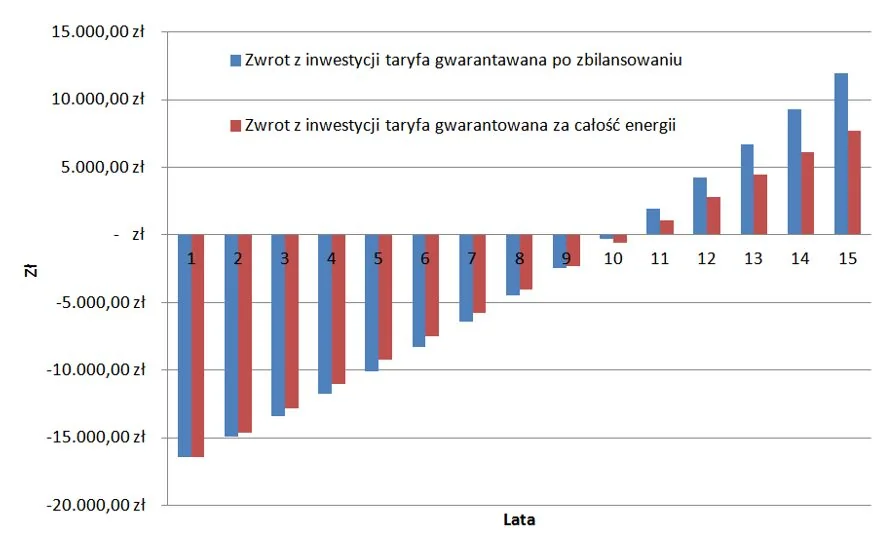 15.000,00 zł
Zwrot z inwestycji taryfa gwarantawana po zbilansowaniu
10.000,00 zł
Zwrot z inwestycji taryfa gwarantowana za całość energii
5.000,00 zł
- zł
1 2 3 4 5 6 7 8 9 10 11 12 13 14 15
Zł
-5.000,00 zł
-10.000,00 zł
-15.000,00 zł
-20.000,00 zł
Lata